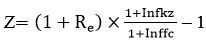 Z= (1 + Rₑ) × (1+Infkz)/(1+Inffc) − 1